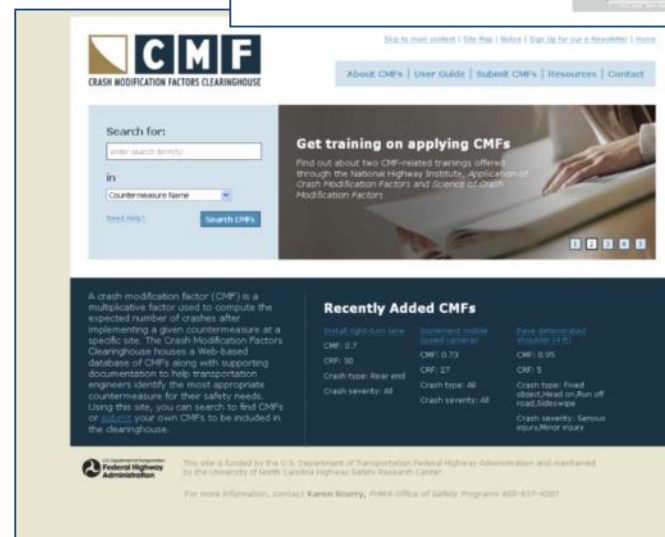 Skip to main content | Site Map | Notice | Sign Up for our e-Newsletter | Home
CMF
CRASH MODIFICATION FACTORS CLEARINGHOUSE
About CMFs | User Guide | Submit CMFs | Resources | Contact
Search for:
enter search term(s)
in
Countermeasure Name
Need Help?
Search CMFs
Get training on applying CMFs
Find out about two CMF-related trainings offered
through the National Highway Institute, Application of
Crash Modification Factors and Science of Crash
Modification Factors
1 2 3 4 5
A crash modification factor (CMF) is a
multiplicative factor used to compute the
expected number of crashes after
implementing a given countermeasure at a
specific site. The Crash Modification Factors
Clearinghouse houses a Web-based
database of CMFs along with supporting
documentation to help transportation
engineers identify the most appropriate
countermeasure for their safety needs.
Using this site, you can search to find CMFs
or submit your own CMFs to be included in
the clearinghouse.
Recently Added CMFs
Install right-turn lane
CMF: 0.7
CRF: 30
Crash type: Rear end
Crash severity: All
Implement mobile
speed cameras
CMF: 0.73
CRF: 27
Crash type: All
Crash severity: All
Pave deteriorated
shoulder (4 ft)
CMF: 0.95
CRF: 5
Crash type: Fixed
object,Head on,Run off
road,Sideswipe
Crash severity: Serious
injury,Minor injury
U.S. Department of Transportation
Federal Highway
Administration
This site is funded by the U.S. Department of Transportation Federal Highway Administration and maintained
by the University of North Carolina Highway Safety Research Center
For more information, contact Karen Scurry, FHWA Office of Safety Programs 609-637-4207